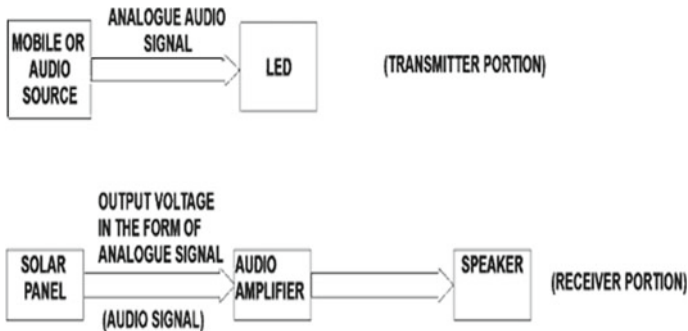 ANALOGUE AUDIO
SIGNAL
MOBILE OR
AUDIO
SOURCE
LED
(TRANSMITTER PORTION)
OUTPUT VOLTAGE
IN THE FORM OF
ANALOGUE SIGNAL
SOLAR
PANEL
(AUDIO SIGNAL)
AUDIO
AMPLIFIER
SPEAKER
(RECEIVER PORTION)